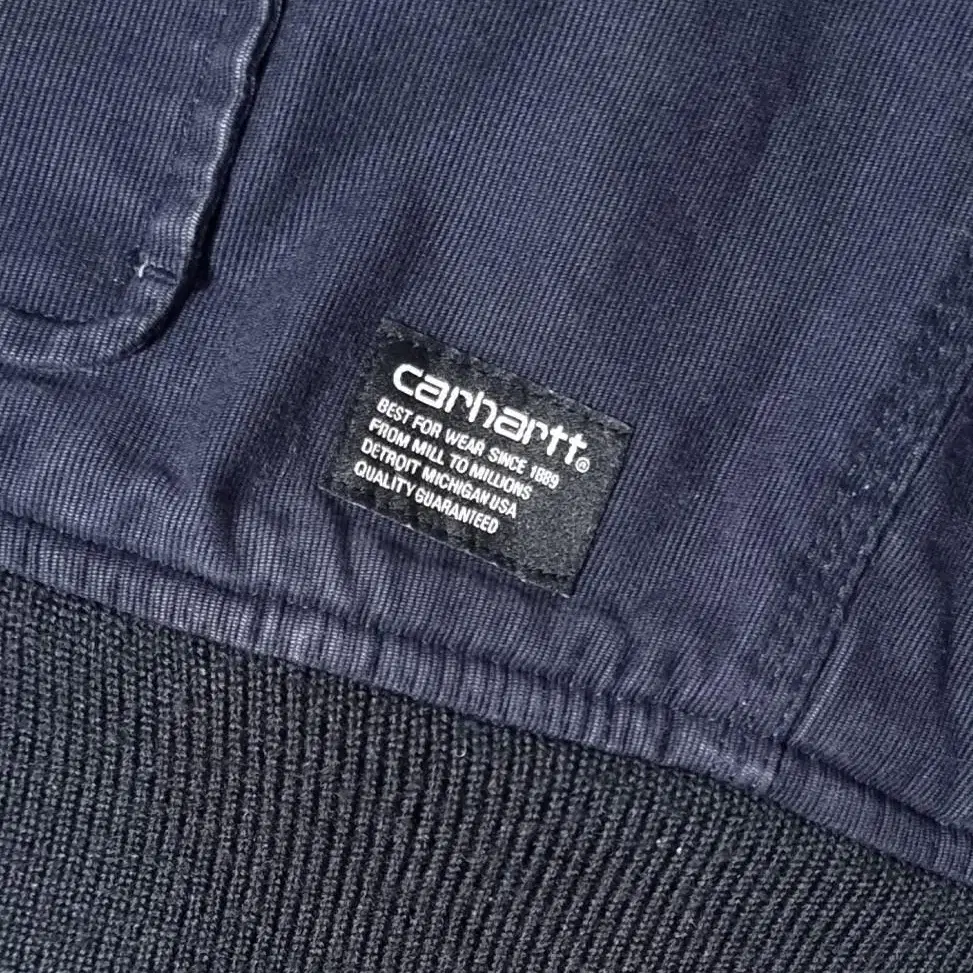 carhartt®
BEST FOR WEAR SINCE 1889
FROM MILL TO MILLIONS
DETROIT MICHIGAN USA
QUALITY GUARANTEED